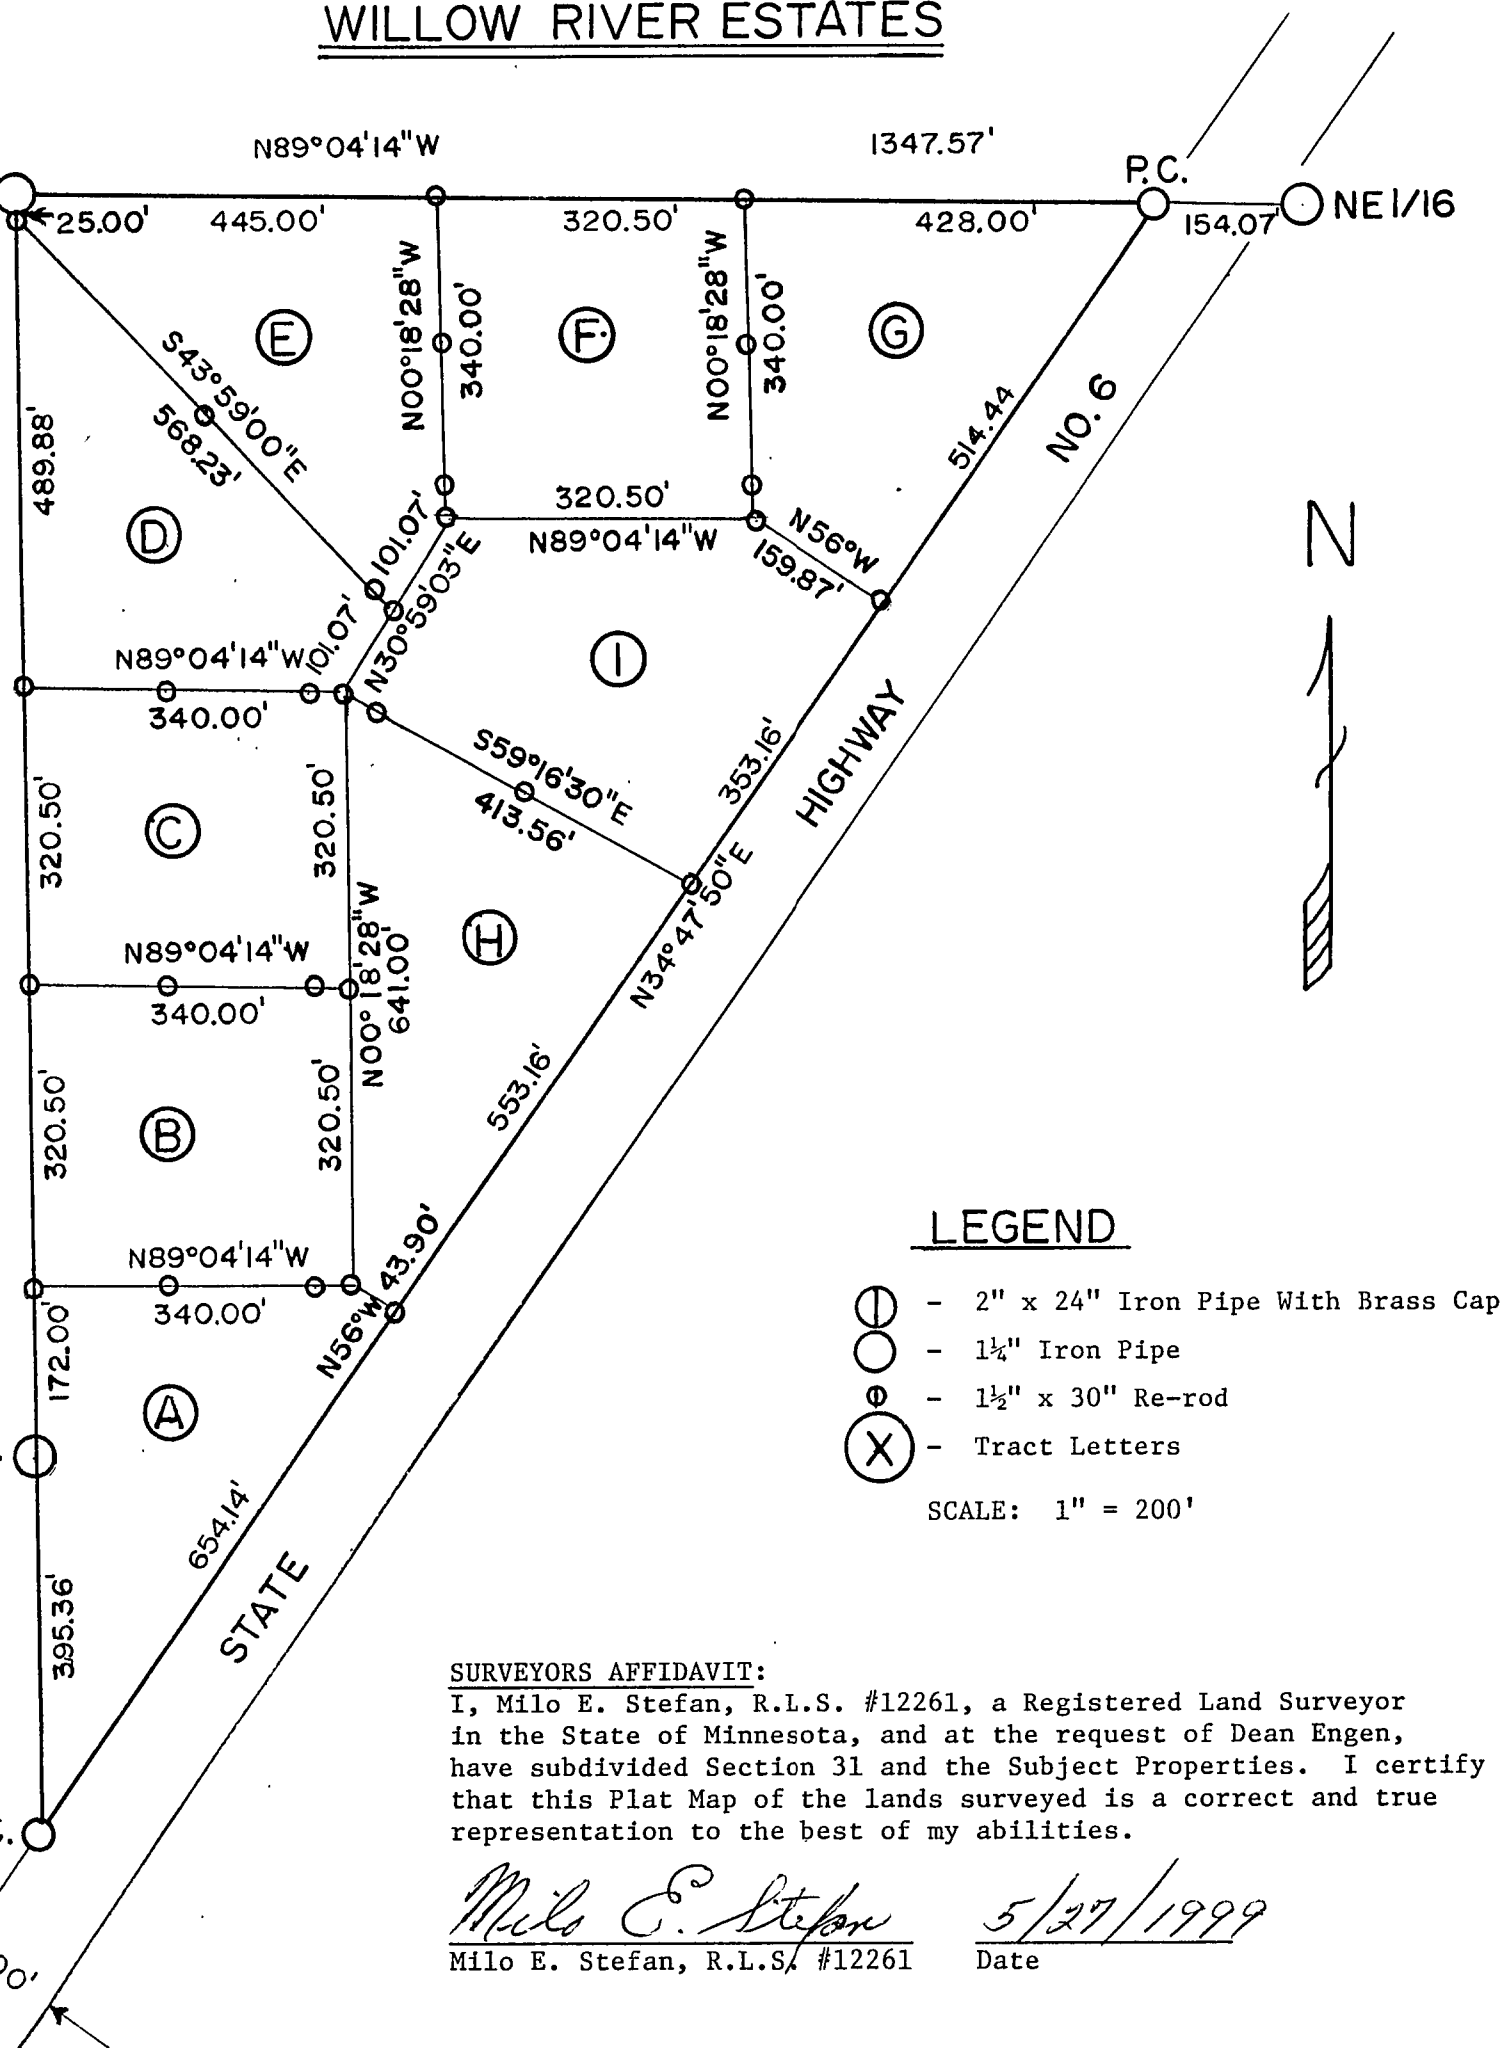 WILLOW RIVER ESTATES
N89°04'14"W
1347.57'
P.C.
NE 1/16
25.00'
445.00'
320.50'
428.00'
154.07'
N00°18'28"W
340.00'
N00°18'28"W
340.00'
E
F
G
S43°59'00"E
568.23'
489.88'
514.44
NO. 6
D
101.07'
320.50'
N89°04'14"W
N56°W
159.87'
N
101.07'
N30°59'03"E
N89°04'14"W
340.00'
I
S59°16'30"E
413.56'
353.16'
HIGHWAY
320.50'
C
320.50'
N34°47'50"E
H
N89°04'14"W
340.00'
N00°18'28"W
641.00'
553.16'
320.50'
B
320.50'
N89°04'14"W
340.00'
43.90'
N56°W
172.00'
A
654.14'
395.36'
STATE
LEGEND
- 2" x 24" Iron Pipe With Brass Cap
- 1¼" Iron Pipe
- 1½" x 30" Re-rod
X - Tract Letters
SCALE: 1" = 200'
SURVEYORS AFFIDAVIT:
I, Milo E. Stefan, R.L.S. #12261, a Registered Land Surveyor
in the State of Minnesota, and at the request of Dean Engen,
have subdivided Section 31 and the Subject Properties. I certify
that this Plat Map of the lands surveyed is a correct and true
representation to the best of my abilities.
Milo E. Stefan 5/27/1999
Milo E. Stefan, R.L.S. #12261 Date